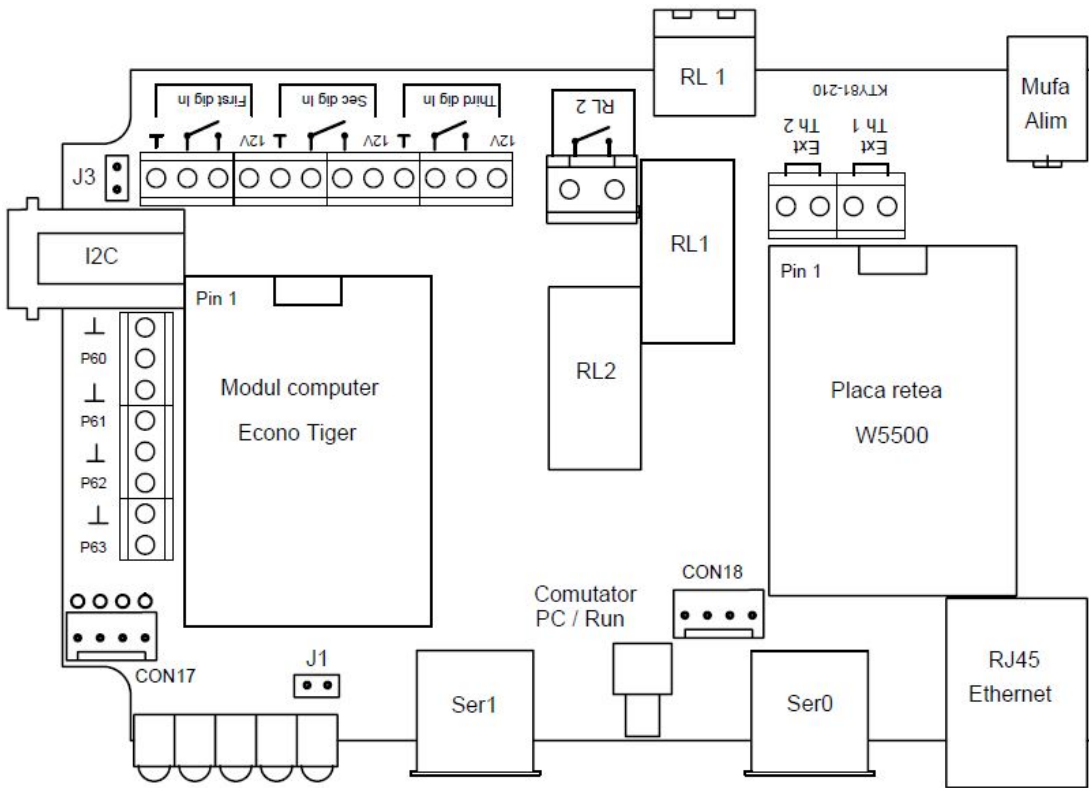 RL 1
Mufa
Alim
KTY81-210
First dig In
Sec dig In
Third dig In
RL 2
Ext
Th 2
Ext
Th 1
12V
12V
12V
J3
I2C
RL1
Pin 1
Pin 1
P60
P61
P62
P63
Modul computer
Econo Tiger
RL2
Placa retea
W5500
CON18
Comutator
PC / Run
CON17
J1
Ser1
Ser0
RJ45
Ethernet